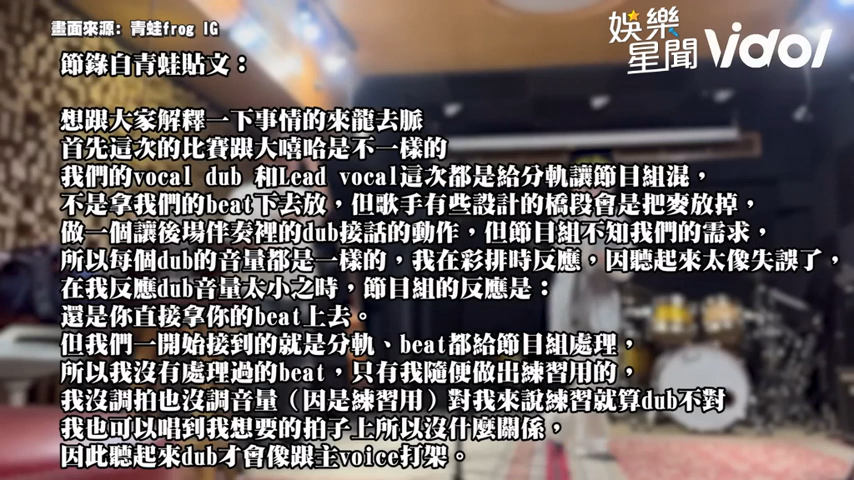 畫面來源：青蛙frog IG
娛樂星聞
Vidol
節錄自青蛙貼文：
想跟大家解釋一下事情的來龍去脈
首先這次的比賽跟大嘻哈是不一樣的
我們的vocal dub 和Lead vocal這次都是給分軌讓節目組混，
不是拿我們的beat下去放，但歌手有些設計的橋段會是把麥放掉，
做一個讓後場伴奏裡的dub接話的動作，但節目組不知我們的需求，
所以每個dub的音量都是一樣的，我在彩排時反應，因聽起來太像失誤了，
在我反應dub音量太小之時，節目組的反應是：
還是你直接拿你的beat上去。
但我們一開始接到的就是分軌、beat都給節目組處理，
所以我沒有處理過的beat，只有我隨便做出練習用的，
我沒調拍也沒調音量（因是練習用）對我來說練習就算dub不對
我也可以唱到我想要的拍子上所以沒什麼關係，
因此聽起來dub才會像跟主voice打架。